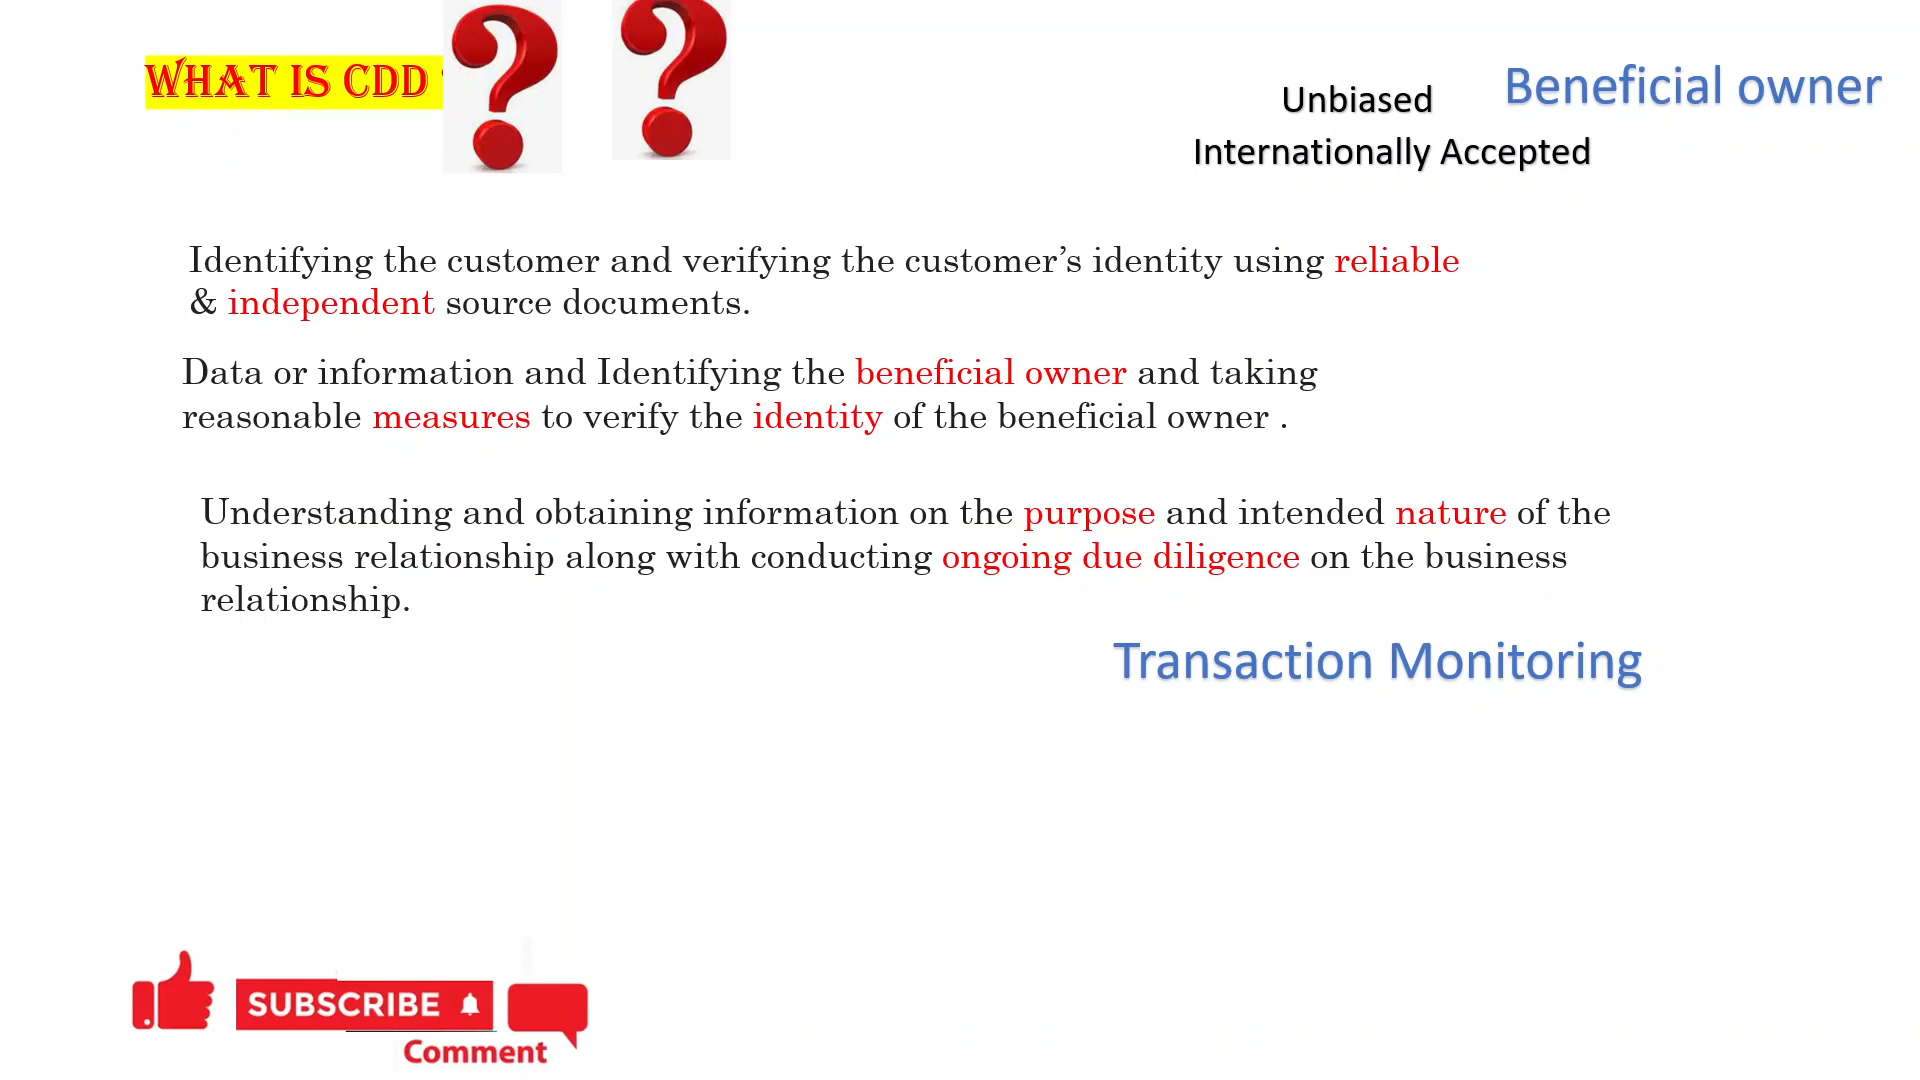 WHAT IS CDD
Unbiased
Beneficial owner
Internationally Accepted
Identifying the customer and verifying the customer’s identity using reliable
& independent source documents.
Data or information and Identifying the beneficial owner and taking
reasonable measures to verify the identity of the beneficial owner .
Understanding and obtaining information on the purpose and intended nature of the
business relationship along with conducting ongoing due diligence on the business
relationship.
Transaction Monitoring
SUBSCRIBE
Comment